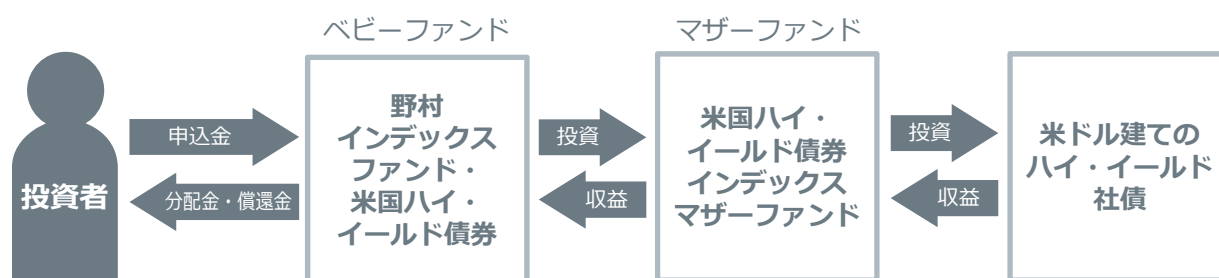 ベビーファンド
マザーファンド
投資者
申込金
分配金・償還金
野村
インデックス
ファンド・
米国ハイ・
イールド債券
投資
収益
米国ハイ・
イールド債券
インデックス
マザーファンド
投資
収益
米ドル建ての
ハイ・イールド
社債